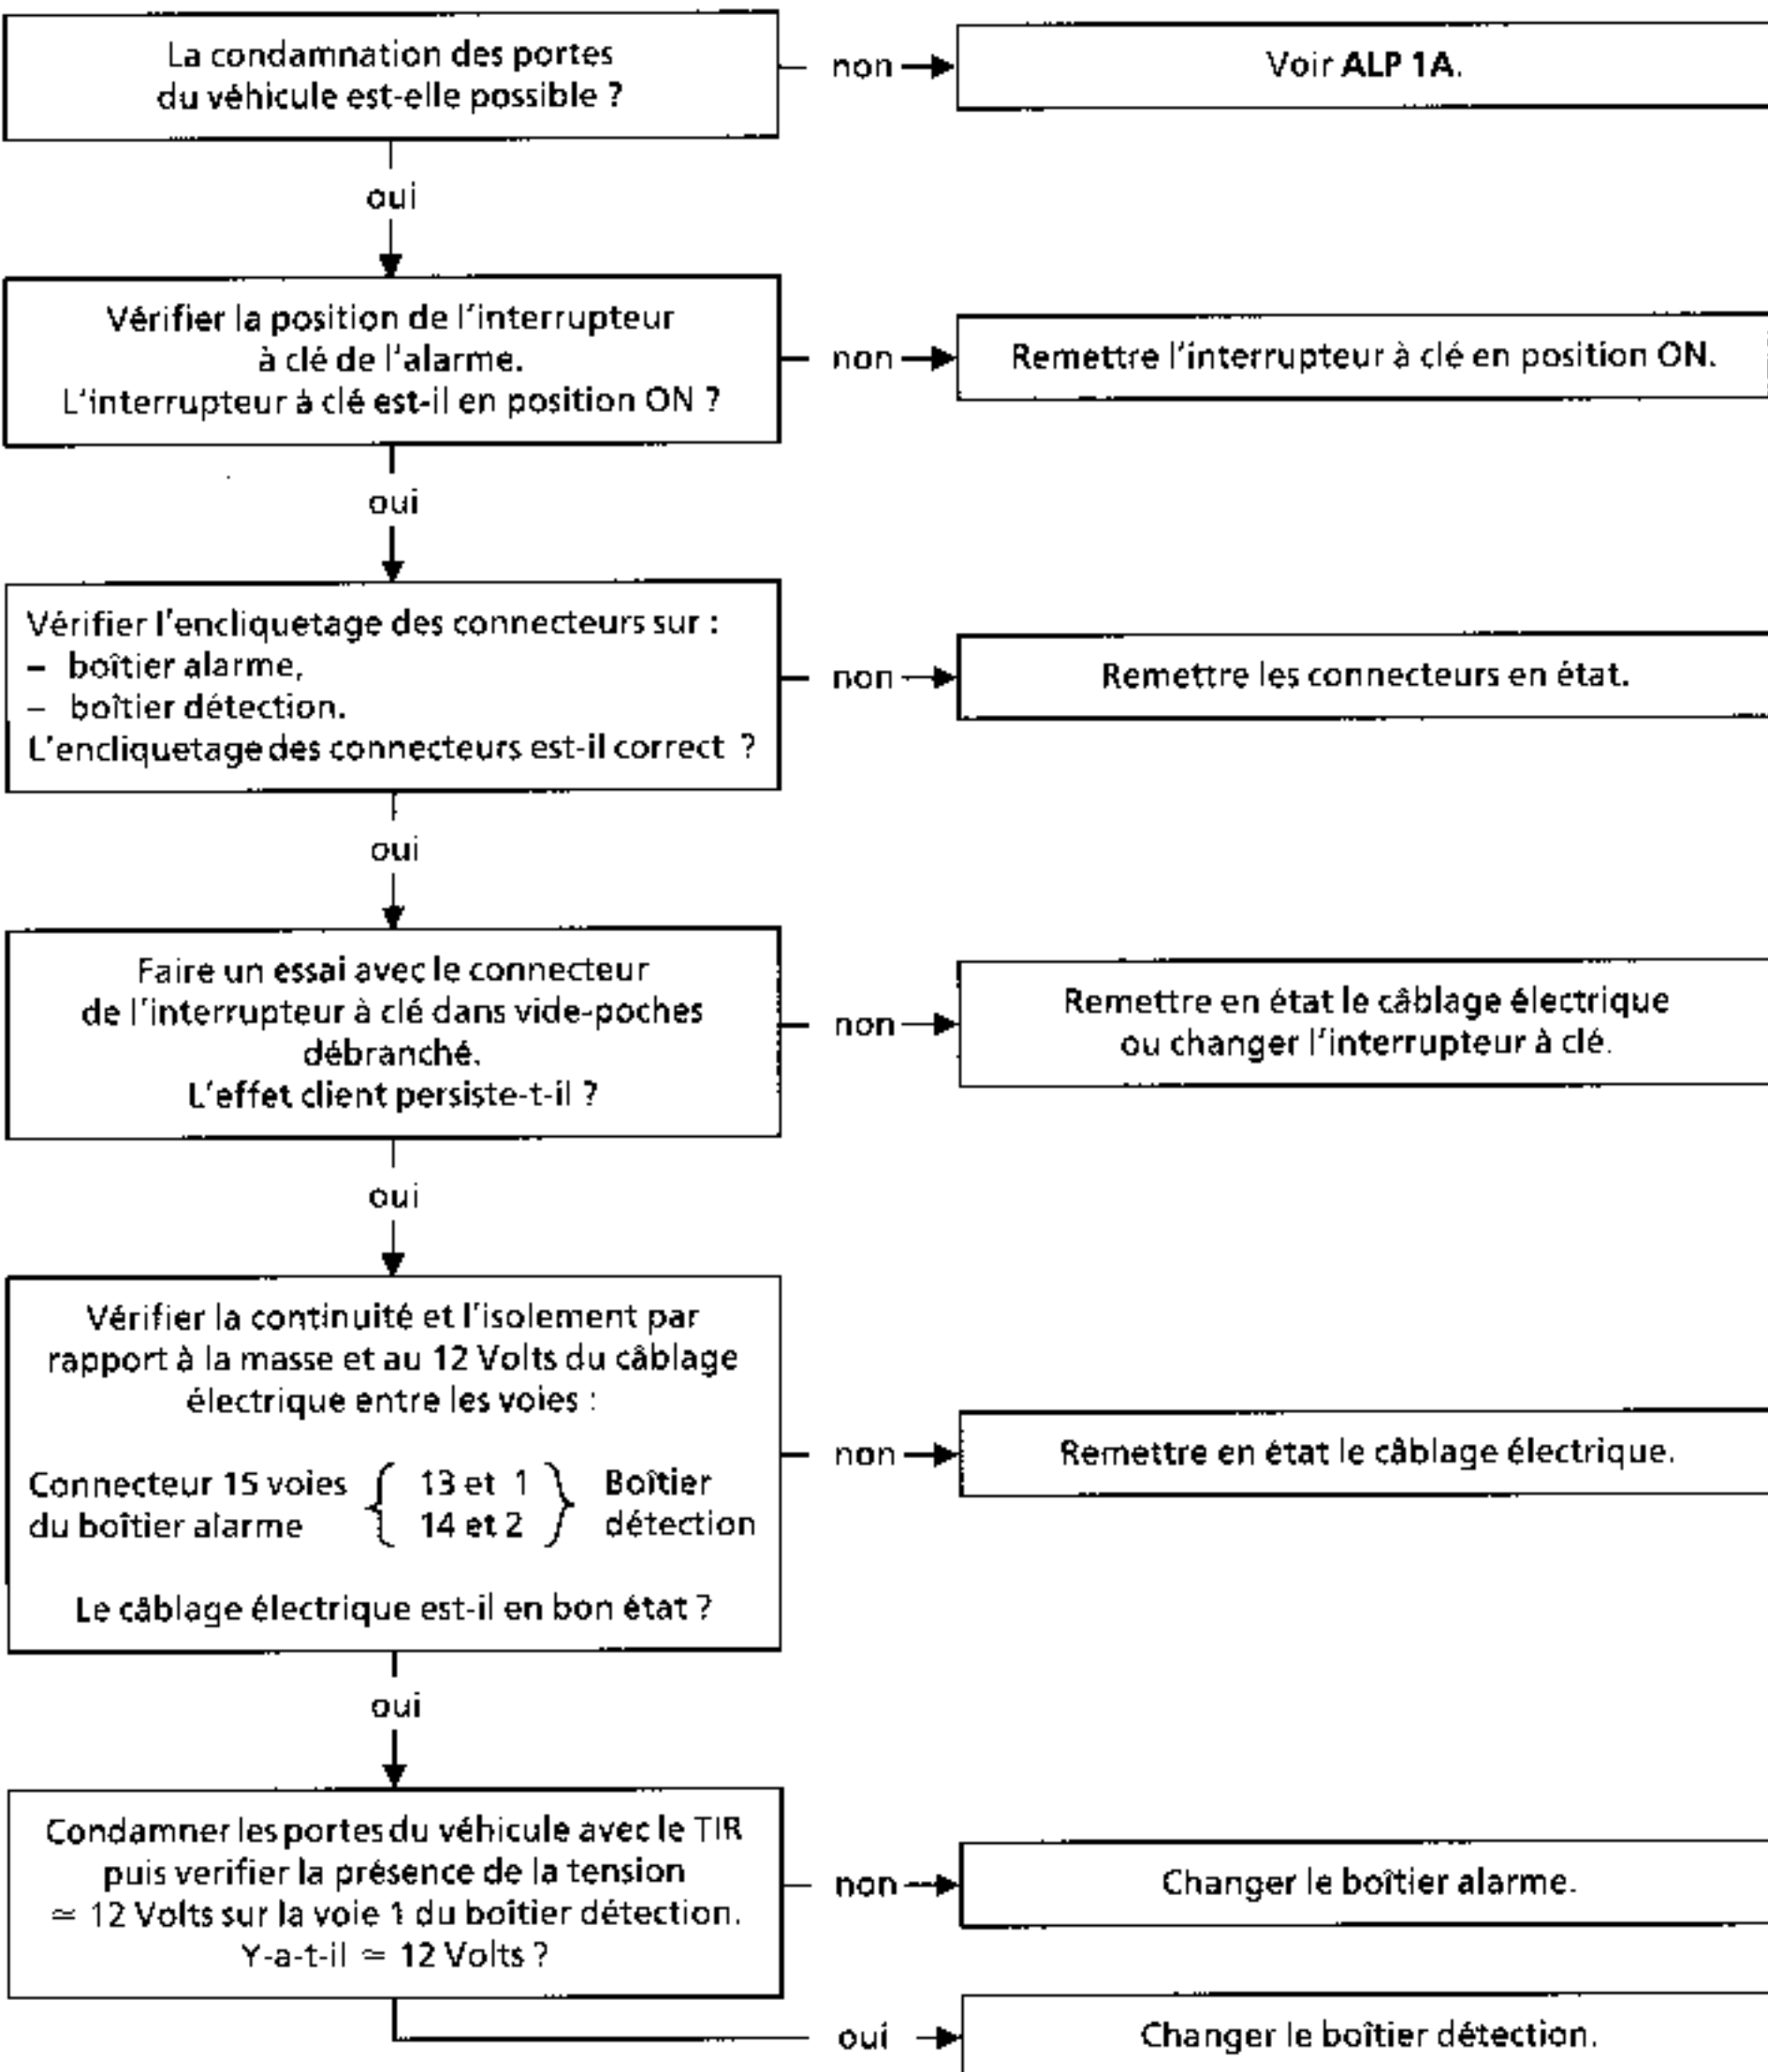 La condamnation des portes
du véhicule est-elle possible ?
non
Voir ALP 1A.
oui
Vérifier la position de l'interrupteur
à clé de l'alarme.
L'interrupteur à clé est-il en position ON ?
non
Remettre l'interrupteur à clé en position ON.
oui
Vérifier l'encliquetage des connecteurs sur :
– boîtier alarme,
– boîtier détection.
L'encliquetage des connecteurs est-il correct ?
non
Remettre les connecteurs en état.
oui
Faire un essai avec le connecteur
de l'interrupteur à clé dans vide-poches
débranché.
L'effet client persiste-t-il ?
non
Remettre en état le câblage électrique
ou changer l'interrupteur à clé.
oui
Vérifier la continuité et l'isolement par
rapport à la masse et au 12 Volts du câblage
électrique entre les voies :
Connecteur 15 voies { 13 et 1 } Boîtier
du boîtier alarme { 14 et 2 } détection
Le câblage électrique est-il en bon état ?
non
Remettre en état le câblage électrique.
oui
Condamner les portes du véhicule avec le TIR
puis verifier la présence de la tension
≃ 12 Volts sur la voie 1 du boîtier détection.
Y-a-t-il ≃ 12 Volts ?
non
Changer le boîtier alarme.
oui
Changer le boîtier détection.